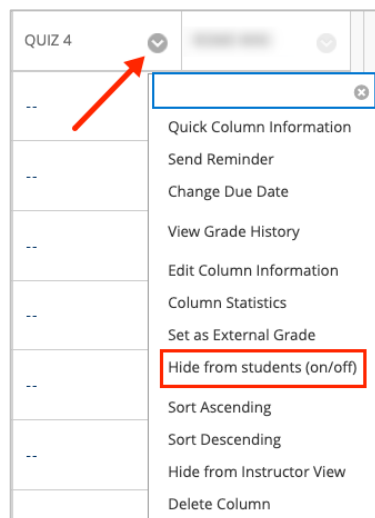 QUIZ 4
--
--
--
--
--
--
Quick Column Information
Send Reminder
Change Due Date
View Grade History
Edit Column Information
Column Statistics
Set as External Grade
Hide from students (on/off)
Sort Ascending
Sort Descending
Hide from Instructor View
Delete Column